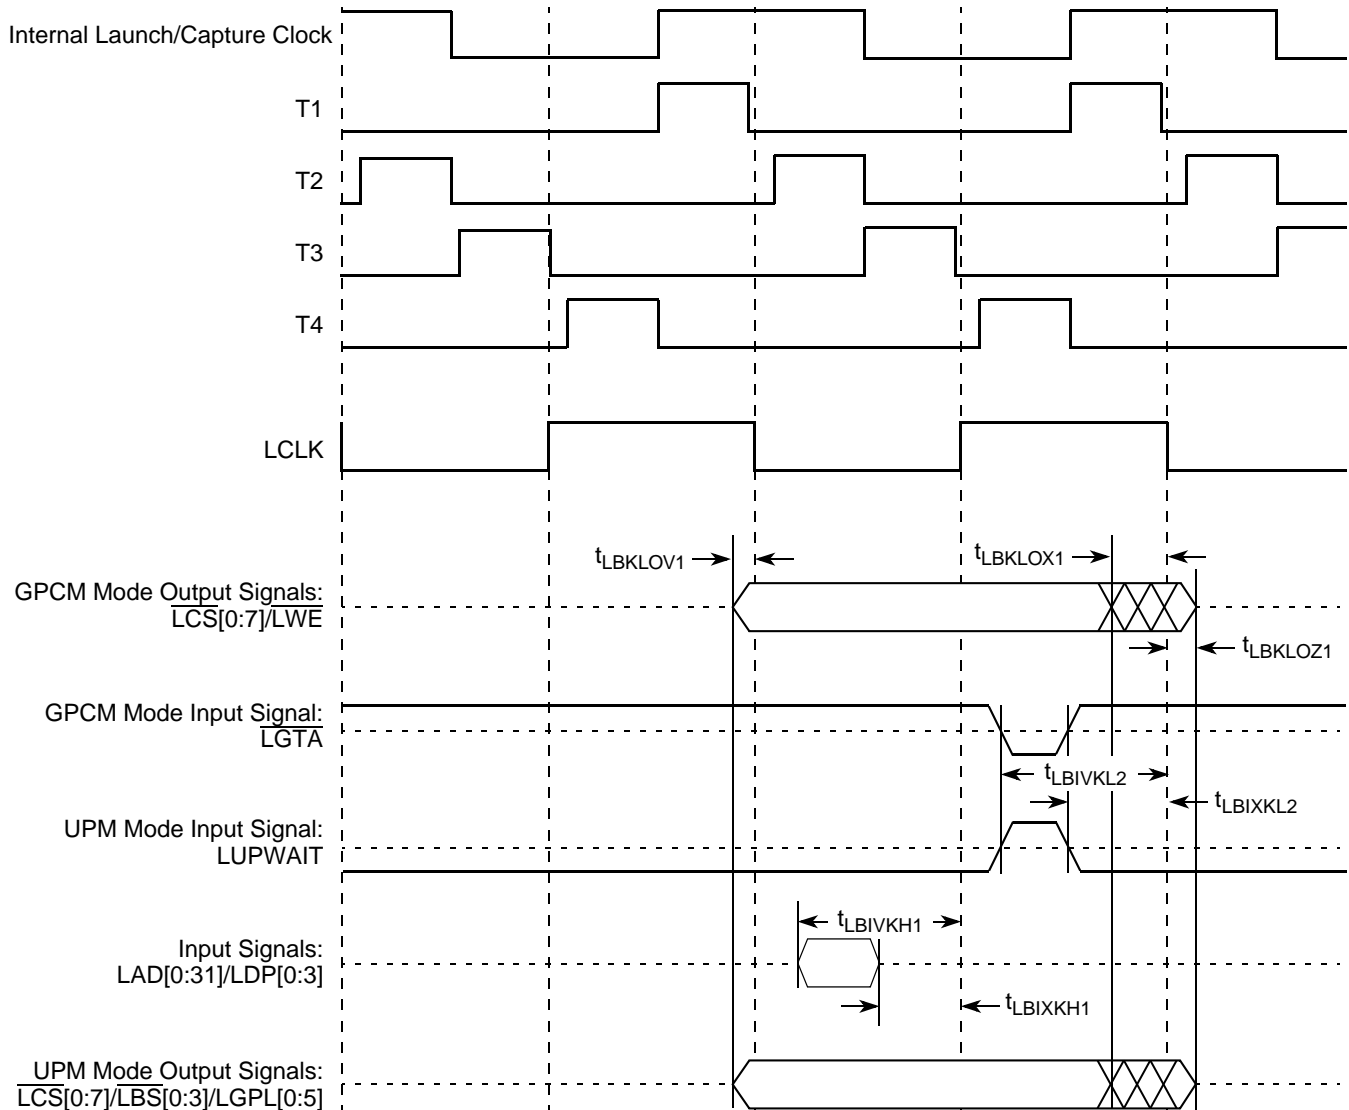 Internal Launch/Capture Clock
T1
T2
T3
T4
LCLK
tLBKLOV1
tLBKLOX1
GPCM Mode Output Signals:
LCS[0:7]/LWE
tLBKLOZ1
GPCM Mode Input Signal:
LGTA
tLBIVKL2
tLBIXKL2
UPM Mode Input Signal:
LUPWAIT
tLBIVKH1
Input Signals:
LAD[0:31]/LDP[0:3]
tLBIXKH1
UPM Mode Output Signals:
LCS[0:7]/LBS[0:3]/LGPL[0:5]